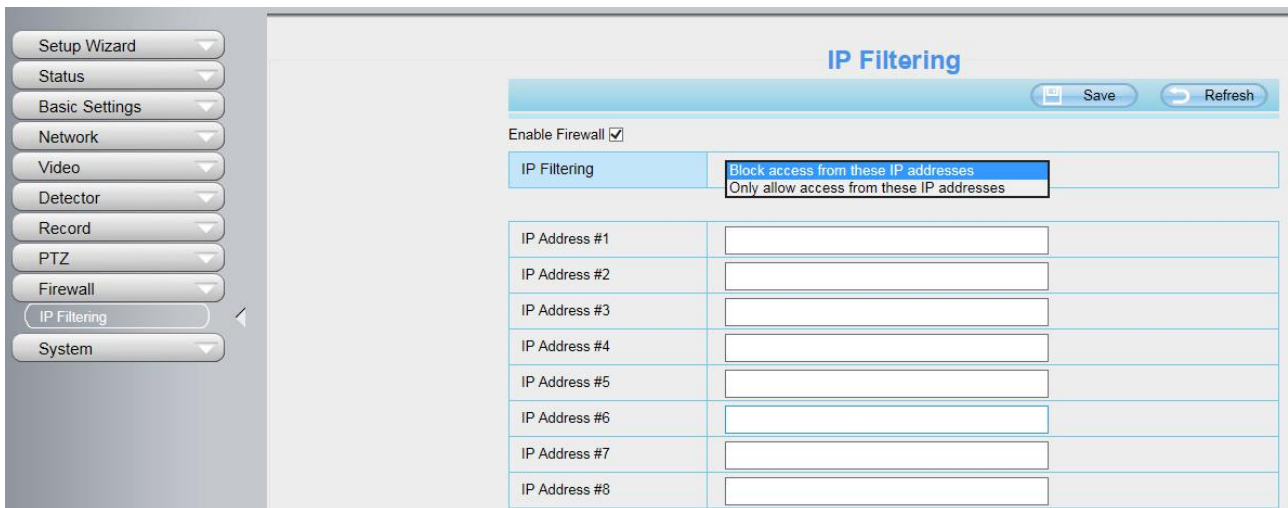 Setup Wizard
Status
Basic Settings
Network
Video
Detector
Record
PTZ
Firewall
IP Filtering
System
IP Filtering
Save
Refresh
Enable Firewall
IP Filtering
Block access from these IP addresses
Only allow access from these IP addresses
IP Address #1
IP Address #2
IP Address #3
IP Address #4
IP Address #5
IP Address #6
IP Address #7
IP Address #8